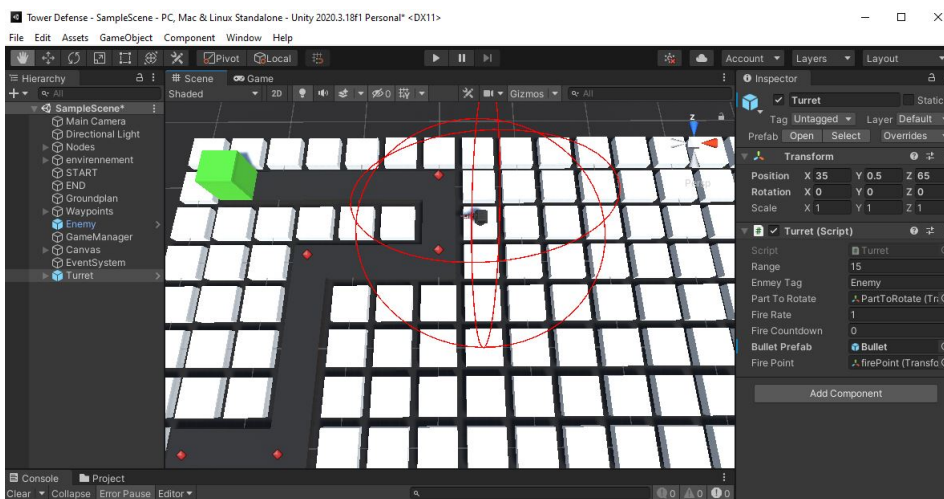 Tower Defense - SampleScene - PC, Mac & Linux Standalone - Unity 2020.3.18f1 Personal* <DX11>
File Edit Assets GameObject Component Window Help
Pivot Local Account Layers Layout
Hierarchy
All
SampleScene*
Main Camera
Directional Light
Nodes
envirennement
START
END
Groundplan
Waypoints
Enemy
GameManager
Canvas
EventSystem
Turret
Scene Game
Shaded 2D 0 Gizmos All
z
Persp
Inspector
Turret Static
Tag Untagged Layer Default
Prefab Open Select Overrides
Transform
Position X 35 Y 0.5 Z 65
Rotation X 0 Y 0 Z 0
Scale X 1 Y 1 Z 1
# Turret (Script)
Script Turret
Range 15
Enmey Tag Enemy
Part To Rotate PartToRotate (Tra
Fire Rate 1
Fire Countdown 0
Bullet Prefab Bullet
Fire Point firePoint (Transfo
Add Component
Console Project
Clear Collapse Error Pause Editor 0 0 0